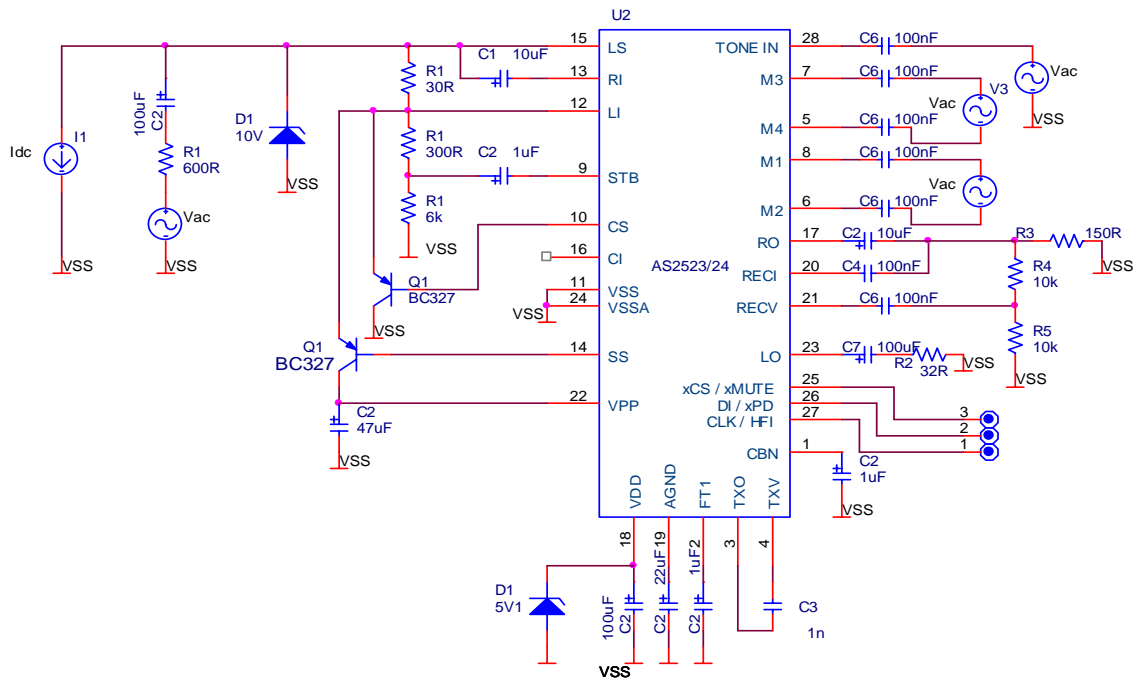 U2
AS2523/24
15 LS
13 RI
12 LI
9 STB
10 CS
16 CI
11 VSS
24 VSSA
14 SS
22 VPP
28 TONE IN
7 M3
5 M4
8 M1
6 M2
17 RO
20 RECI
21 RECV
23 LO
25 xCS / xMUTE
26 DI / xPD
27 CLK / HFI
1 CBN
18 VDD
19 AGND
2 FT1
3 TXO
4 TXV
Idc
I1
VSS
100uF
C2
R1
600R
Vac
VSS
D1
10V
VSS
R1
30R
C1 10uF
R1
300R
C2 1uF
R1
6k
VSS
Q1
BC327
VSS
VSS
Q1
BC327
C2
47uF
VSS
C6 100nF
Vac
VSS
C6 100nF
V3
Vac
C6 100nF
C6 100nF
Vac
C6 100nF
C2 10uF
R3 150R
VSS
C4 100nF
R4
10k
C6 100nF
R5
10k
VSS
C7 100uF
R2 32R
VSS
3
2
1
C2
1uF
VSS
D1
5V1
100uF
C2
22uF
C2
1uF
C2
C3
1n
VSS